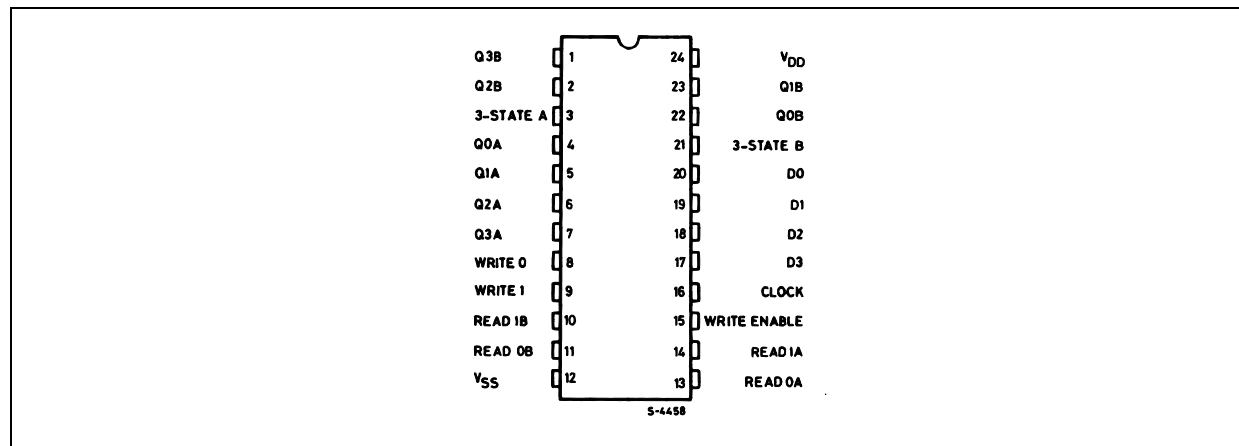 Q3B 1 24 VDD
Q2B 2 23 Q1B
3-STATE A 3 22 Q0B
Q0A 4 21 3-STATE B
Q1A 5 20 D0
Q2A 6 19 D1
Q3A 7 18 D2
WRITE 0 8 17 D3
WRITE 1 9 16 CLOCK
READ 1B 10 15 WRITE ENABLE
READ 0B 11 14 READ 1A
VSS 12 13 READ 0A
S-4458